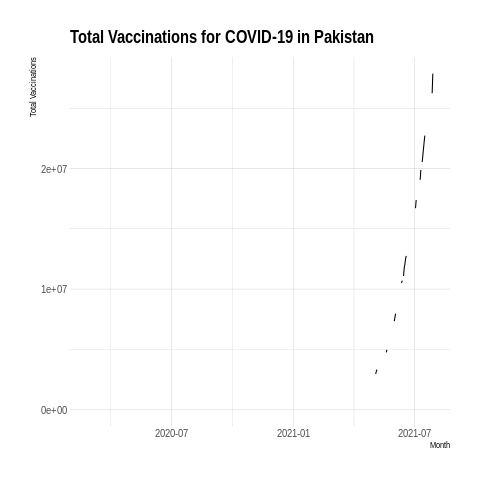 Total Vaccinations for COVID-19 in Pakistan
Total Vaccinations
2e+07
1e+07
0e+00
2020-07 2021-01 2021-07
Month